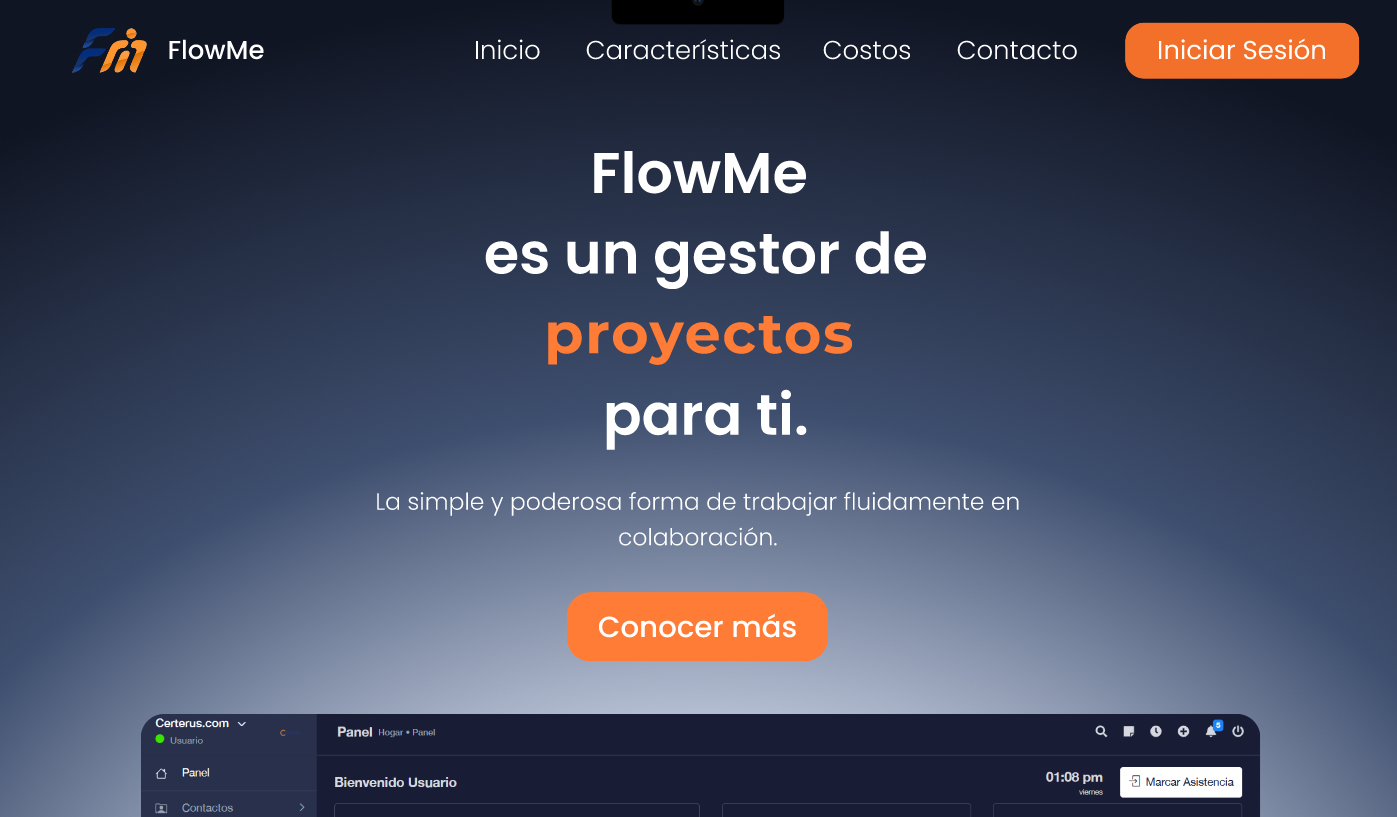 FlowMe
Inicio Características Costos Contacto Iniciar Sesión
FlowMe
es un gestor de
proyectos
para ti.
La simple y poderosa forma de trabajar fluidamente en
colaboración.
Conocer más
Certerus.com
Usuario
C
Panel
Contactos
Panel Hogar • Panel
5
Bienvenido Usuario
01:08 pm
viernes
Marcar Asistencia